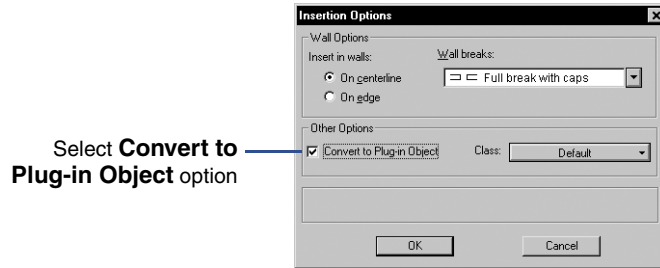 Insertion Options
Wall Options
Insert in walls:
Wall breaks:
On centerline
Full break with caps
On edge
Other Options
Select Convert to
Plug-in Object option
Convert to Plug-in Object
Class:
Default
OK
Cancel